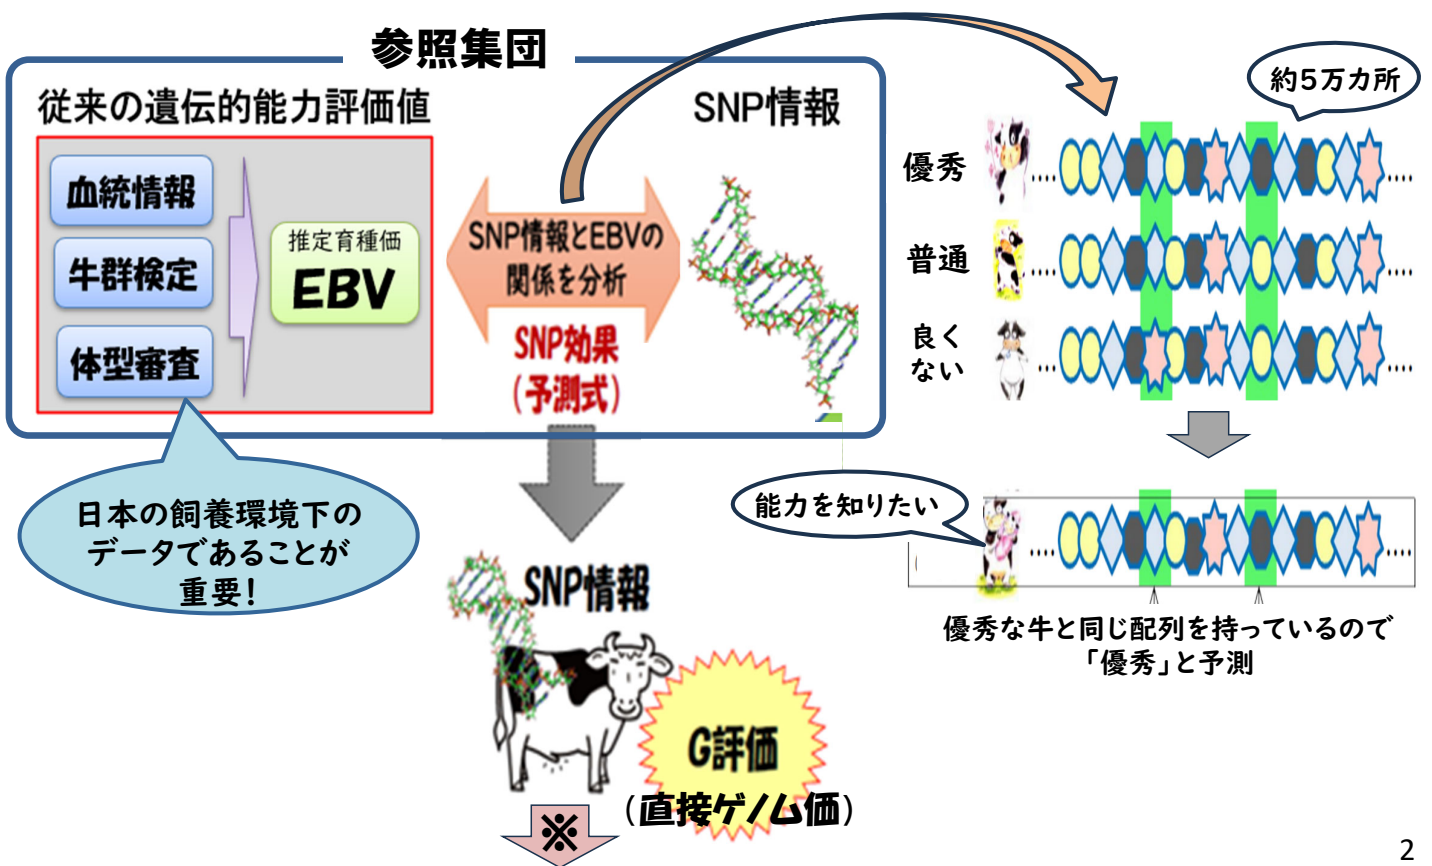 参照集団
従来の遺伝的能力評価値
SNP情報
血統情報
牛群検定
体型審査
推定育種価
EBV
SNP情報とEBVの
関係を分析
SNP効果
(予測式)
日本の飼養環境下の
データであることが
重要!
SNP情報
G評価
(直接ゲノム価)
※
約5万カ所
優秀
....
....
普通
....
....
良く
ない
....
....
能力を知りたい
....
....
優秀な牛と同じ配列を持っているので
「優秀」と予測
2